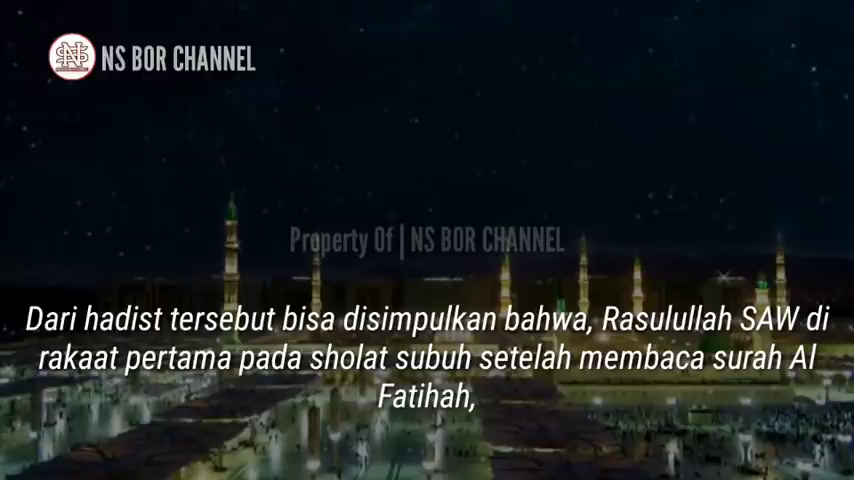 NS BOR CHANNEL
Property Of | NS BOR CHANNEL
Dari hadist tersebut bisa disimpulkan bahwa, Rasulullah SAW di
rakaat pertama pada sholat subuh setelah membaca surah Al
Fatihah,